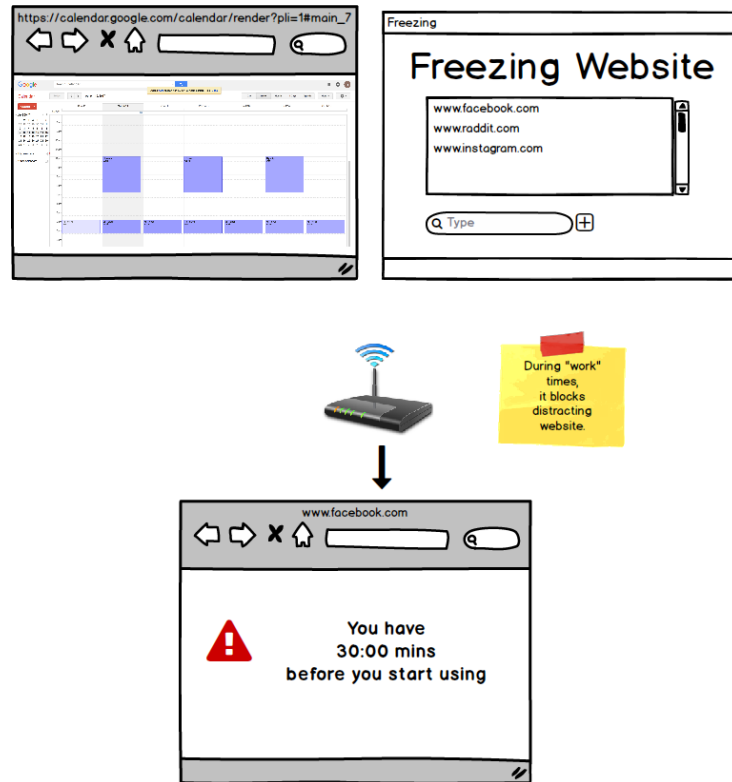 https://calendar.google.com/calendar/render?pli=1#main_7
Google
Freezing
Freezing Website
www.facebook.com
www.raddit.com
www.instagram.com
Type
During "work"
times,
it blocks
distracting
website.
www.facebook.com
You have
30:00 mins
before you start using